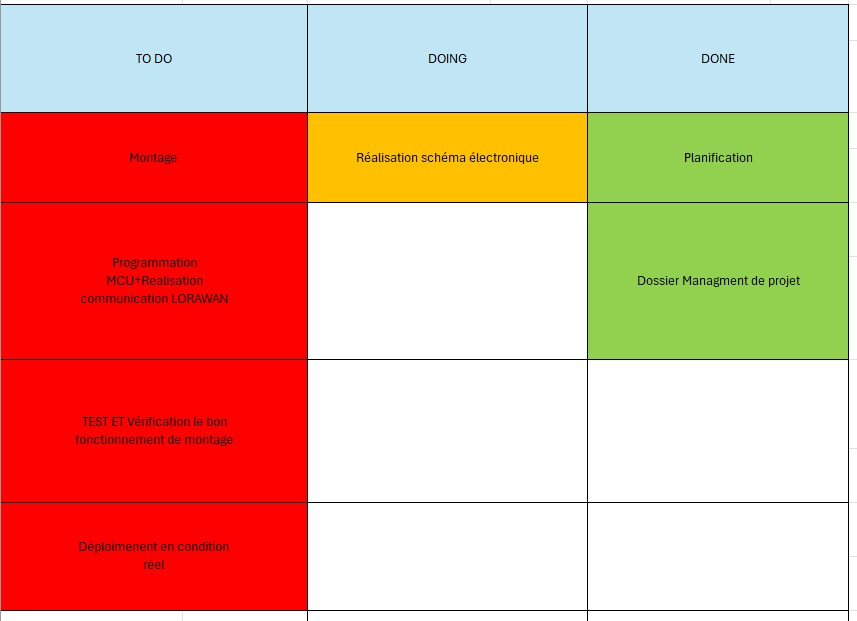 TO DO
DOING
DONE
Montage
Réalisation schéma électronique
Planification
Programmation
MCU+Realisation
communication LORAWAN
Dossier Managment de projet
TEST ET Vérification le bon
fonctionnement de montage
Déploimenent en condition
réel